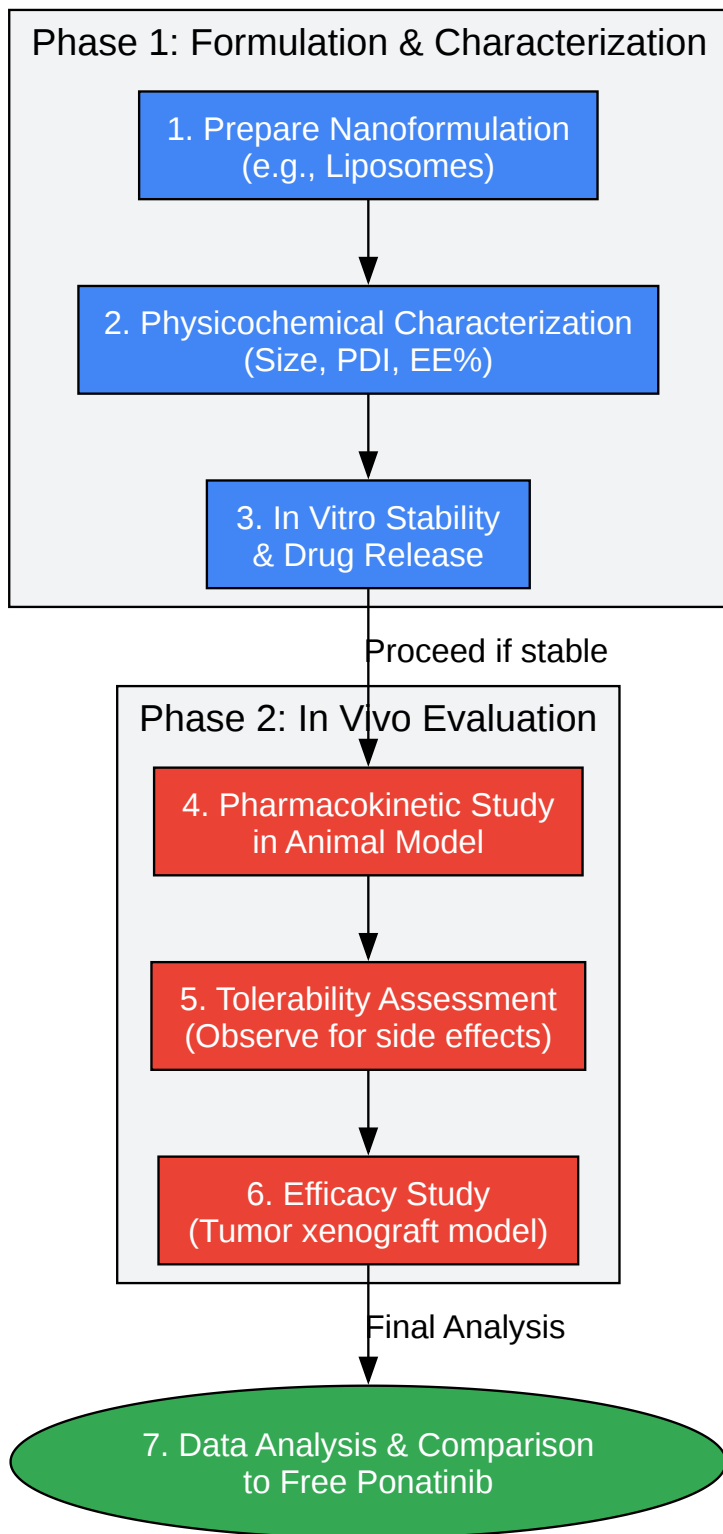 Phase 1: Formulation & Characterization
1. Prepare Nanoformulation
(e.g., Liposomes)
2. Physicochemical Characterization
(Size, PDI, EE%)
3. In Vitro Stability
& Drug Release
Proceed if stable
Phase 2: In Vivo Evaluation
4. Pharmacokinetic Study
in Animal Model
5. Tolerability Assessment
(Observe for side effects)
6. Efficacy Study
(Tumor xenograft model)
Final Analysis
7. Data Analysis & Comparison
to Free Ponatinib